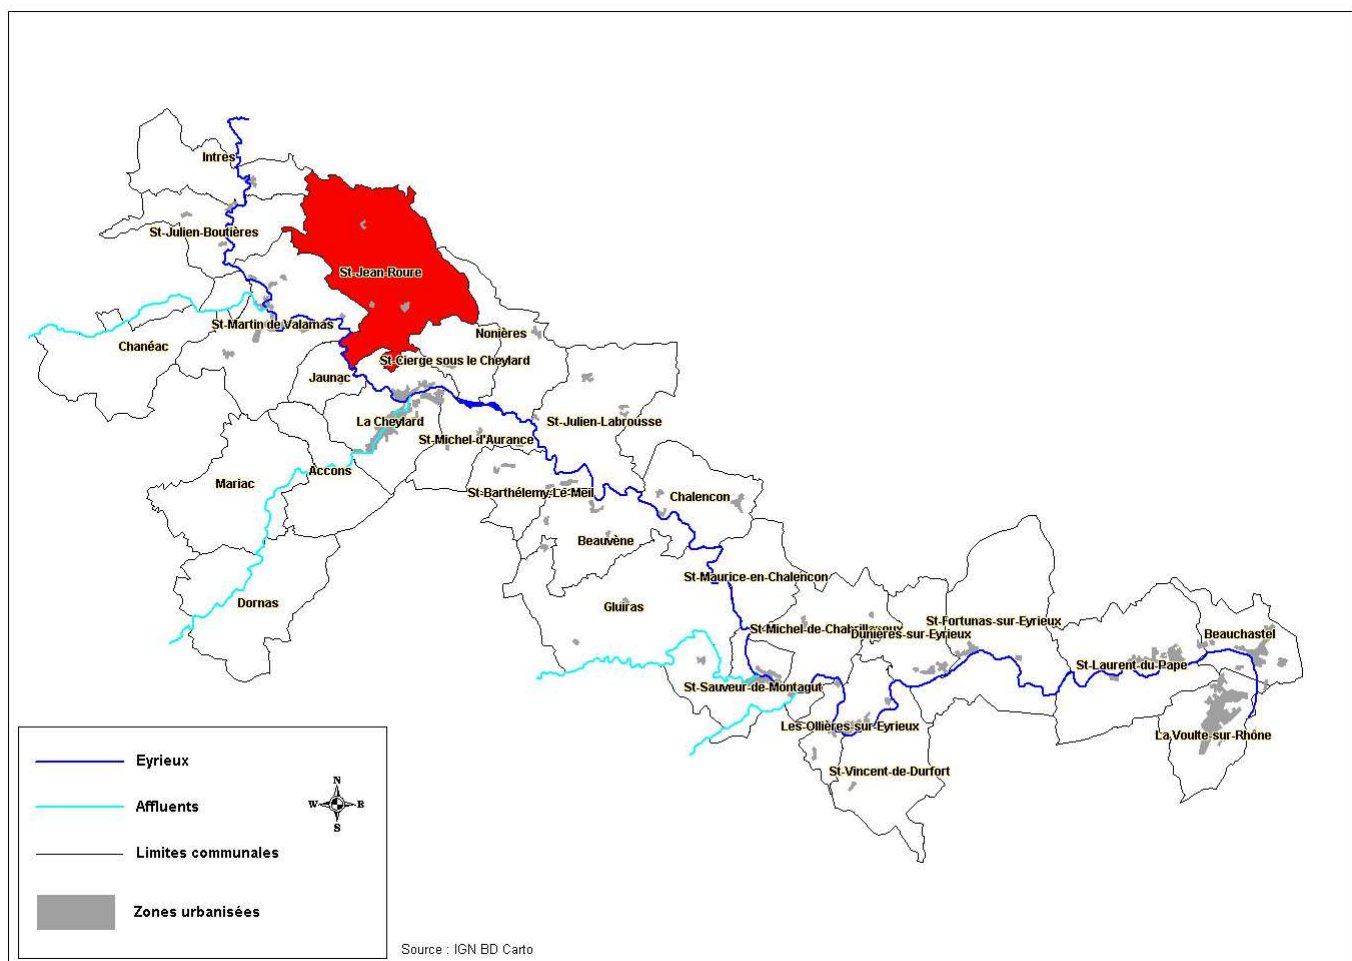 Intres
St-Julien-Boutières
St-Jean-Roure
St-Martin de Valamas
Nonières
Chanéac
St-Cierge sous le Cheylard
Jaunac
La Cheylard
St-Julien-Labrousse
St-Michel-d'Aurance
Accons
Mariac
St-Barthélemy-Le-Meil
Chalencon
Beauvène
St-Maurice-en-Chalencon
Dornas
Gluiras
St-Fortunas-sur-Eyrieux
St-Michel-de-Chabrillanoux
Dunières-sur-Eyrieux
Beauchastel
St-Laurent-du-Pape
St-Sauveur-de-Montagut
Les-Ollières-sur-Eyrieux
La Voulte-sur-Rhône
St-Vincent-de-Durfort
Eyrieux
Affluents
N
W E
S
Limites communales
Zones urbanisées
Source : IGN BD Carto